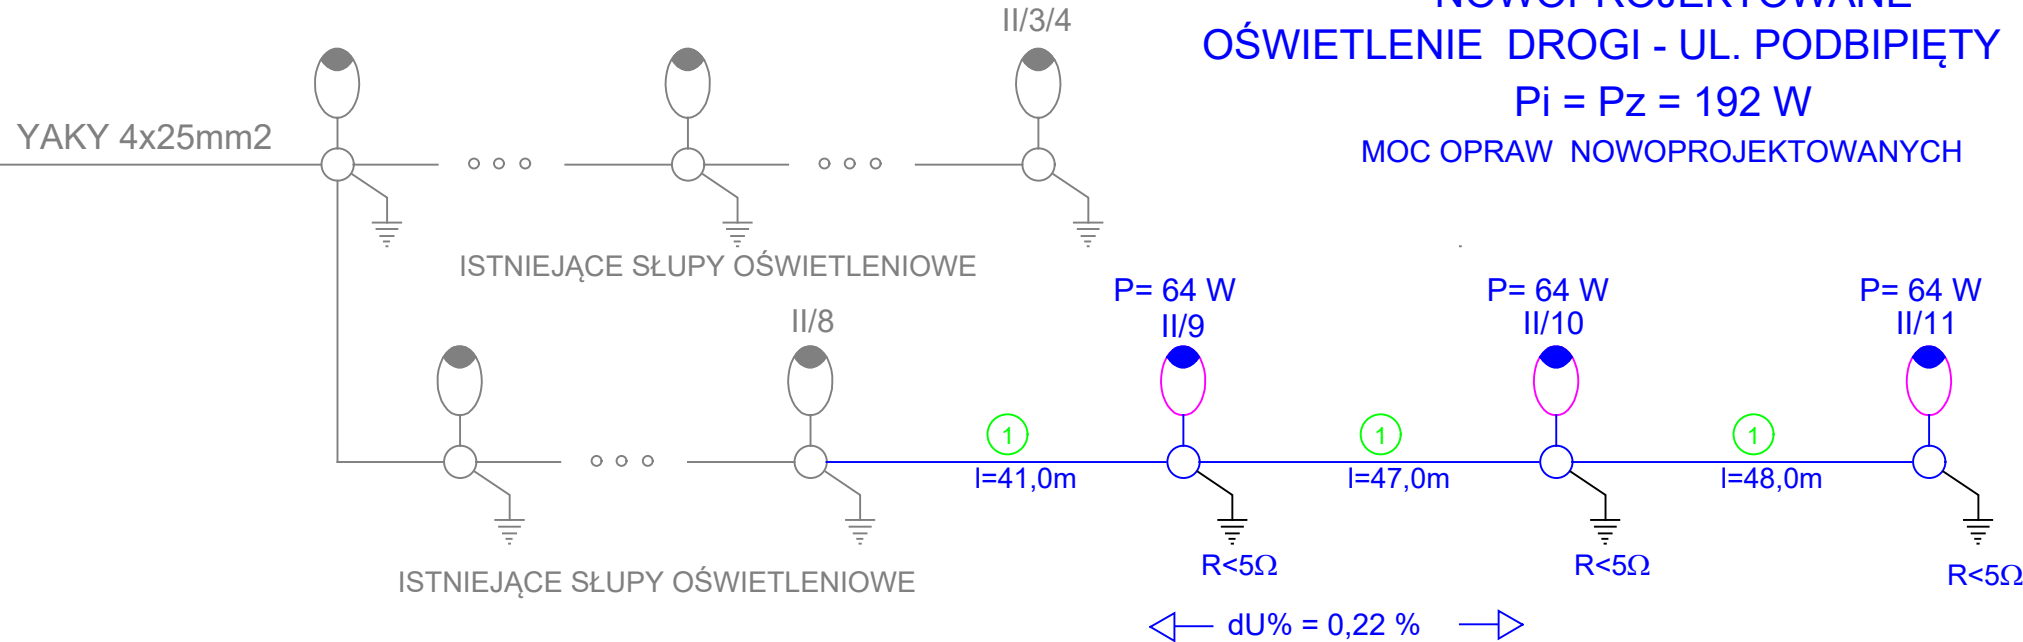 II/3/4
NOWOPROJEKTOWANE
OŚWIETLENIE DROGI - UL. PODBIPIĘTY
Pi = Pz = 192 W
MOC OPRAW NOWOPROJEKTOWANYCH
YAKY 4x25mm2
ISTNIEJĄCE SŁUPY OŚWIETLENIOWE
P= 64 W
II/9
P= 64 W
II/10
P= 64 W
II/11
II/8
1
l=41,0m
1
l=47,0m
1
l=48,0m
R<5Ω
R<5Ω
R<5Ω
ISTNIEJĄCE SŁUPY OŚWIETLENIOWE
dU% = 0,22 %